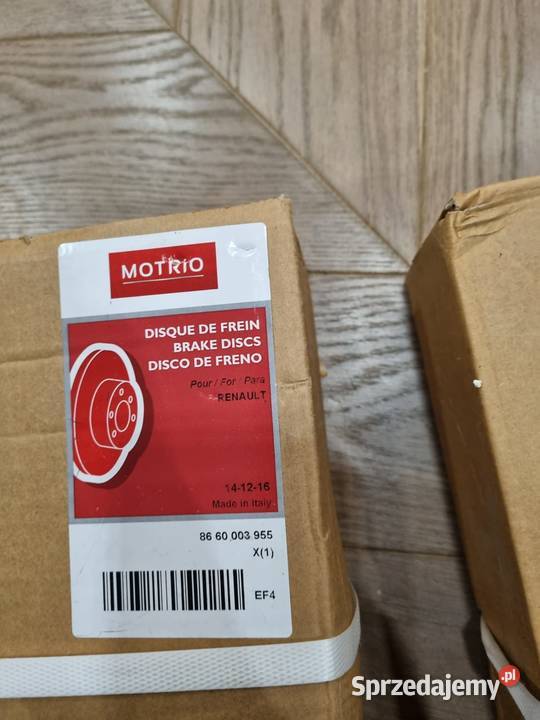 MOTRIO
DISQUE DE FREIN
BRAKE DISCS
DISCO DE FRENO
Pour / For / Para
RENAULT
14-12-16
Made in Italy
86 60 003 955
X(1)
EF4
Sprzedajemy.pl